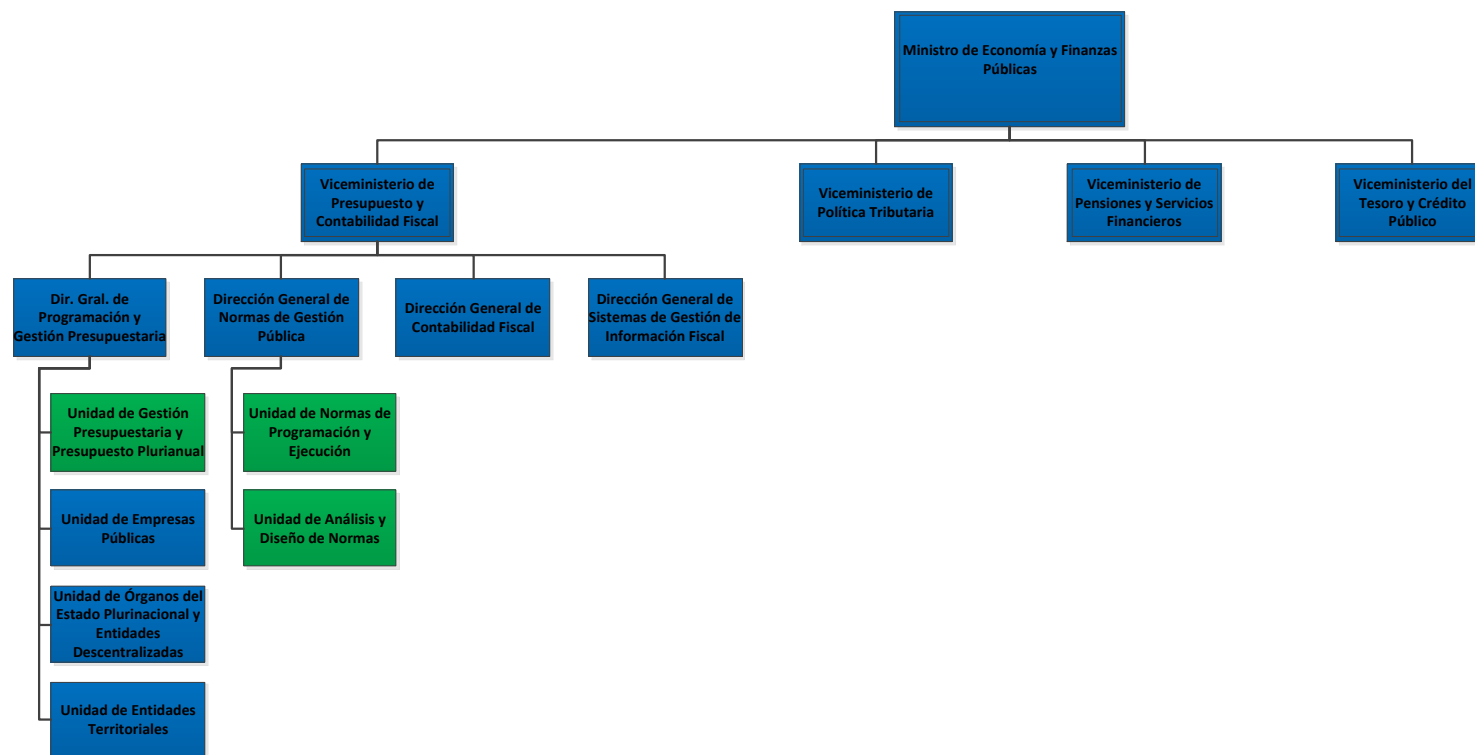 Ministro de Economía y Finanzas
Públicas
Viceministerio de
Presupuesto y
Contabilidad Fiscal
Viceministerio de
Política Tributaria
Viceministerio de
Pensiones y Servicios
Financieros
Viceministerio del
Tesoro y Crédito
Público
Dir. Gral. de
Programación y
Gestión Presupuestaria
Dirección General de
Normas de Gestión
Pública
Dirección General de
Contabilidad Fiscal
Dirección General de
Sistemas de Gestión de
Información Fiscal
Unidad de Gestión
Presupuestaria y
Presupuesto Plurianual
Unidad de Normas de
Programación y
Ejecución
Unidad de Empresas
Públicas
Unidad de Análisis y
Diseño de Normas
Unidad de Órganos del
Estado Plurinacional y
Entidades
Descentralizadas
Unidad de Entidades
Territoriales